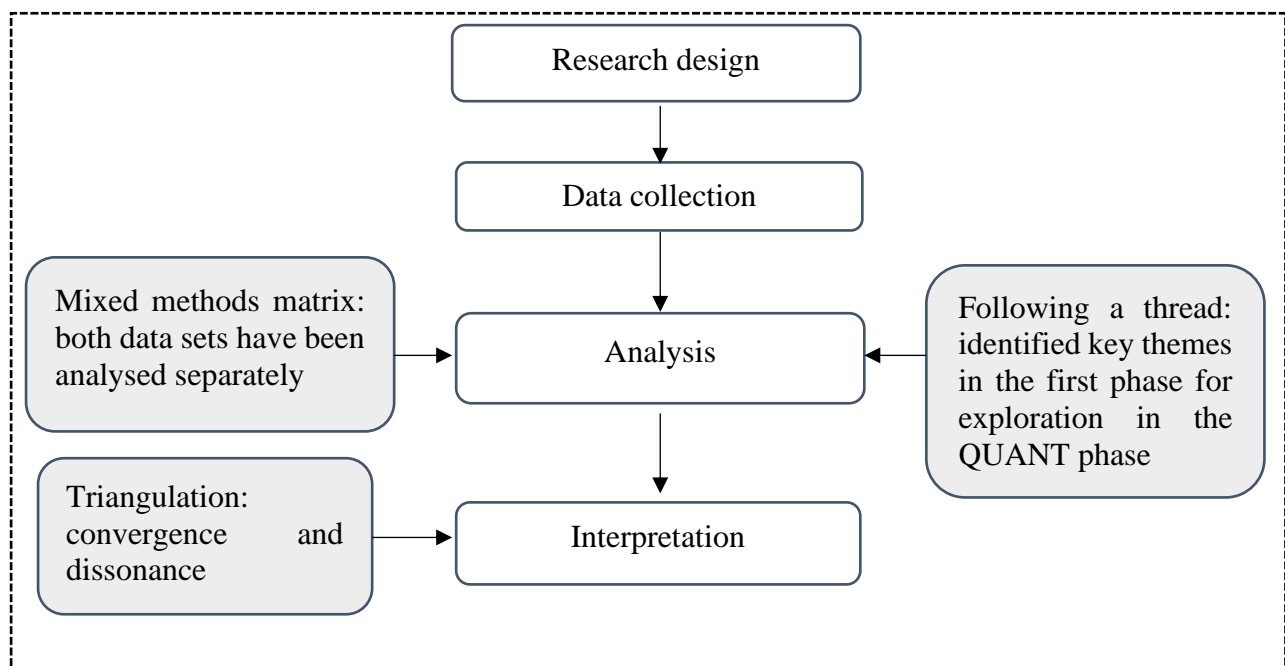 Research design
Data collection
Mixed methods matrix:
both data sets have been
analysed separately
Analysis
Following a thread:
identified key themes
in the first phase for
exploration in the
QUANT phase
Triangulation:
convergence and
dissonance
Interpretation